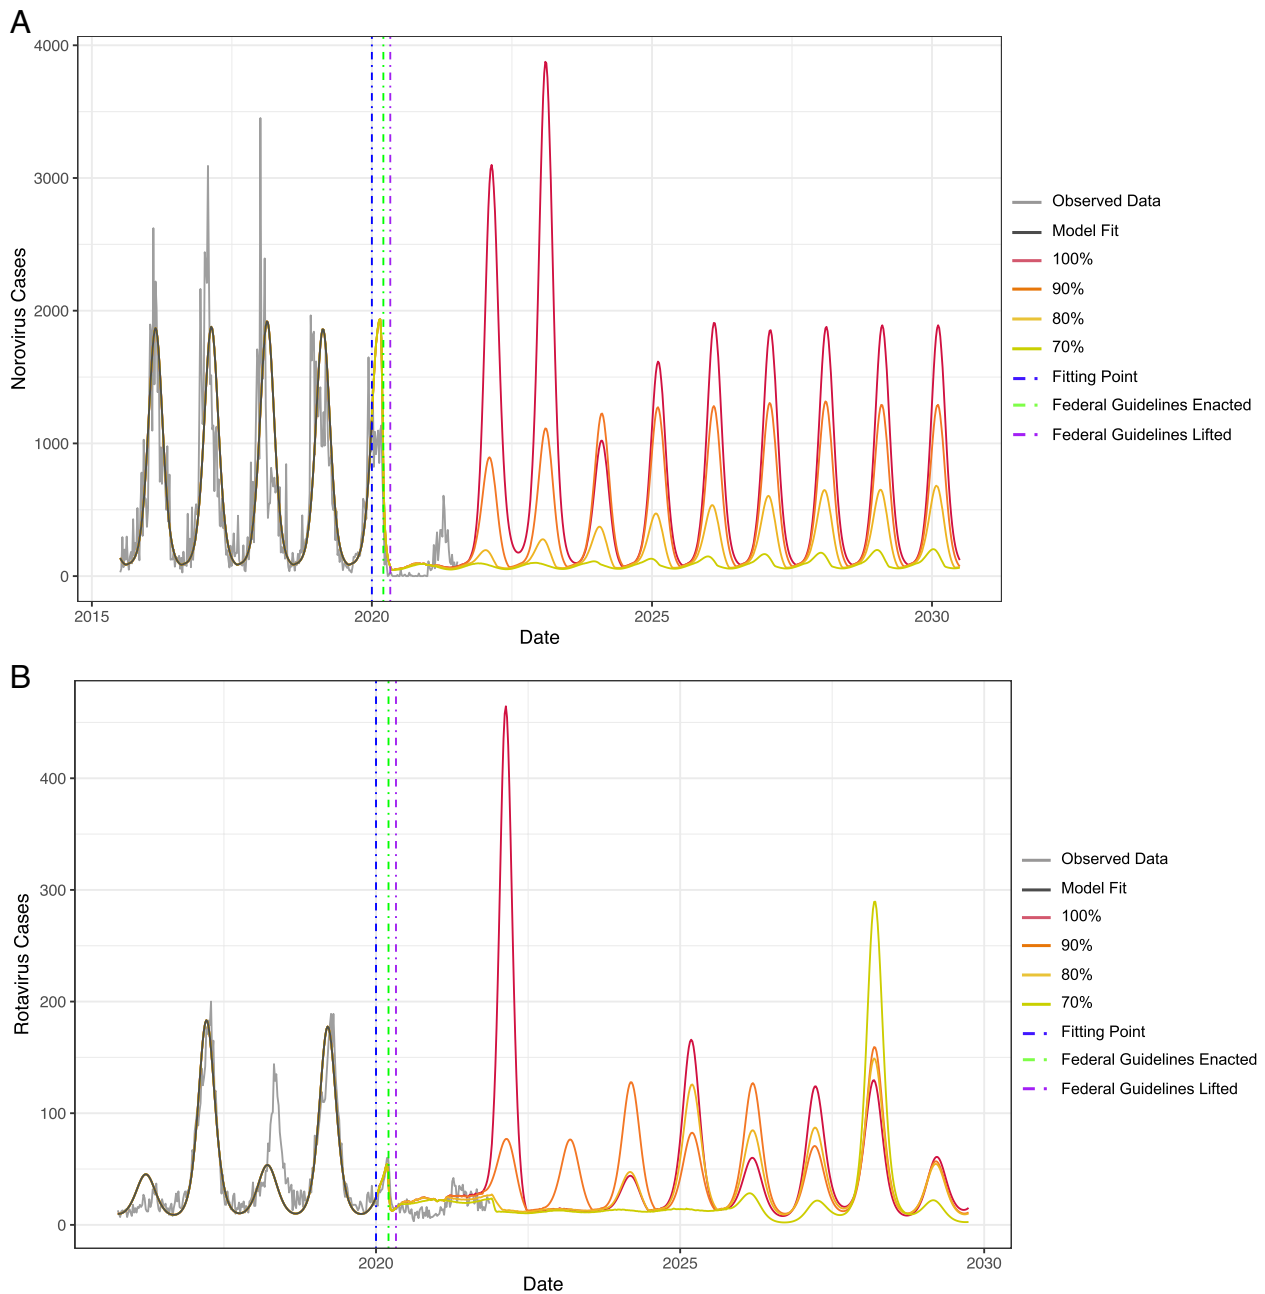 A
4000
3000
2000
1000
0
Norovirus Cases
2015
2020
2025
2030
Date
Observed Data
Model Fit
100%
90%
80%
70%
Fitting Point
Federal Guidelines Enacted
Federal Guidelines Lifted
B
400
300
200
100
0
Rotavirus Cases
2020
2025
2030
Date
Observed Data
Model Fit
100%
90%
80%
70%
Fitting Point
Federal Guidelines Enacted
Federal Guidelines Lifted